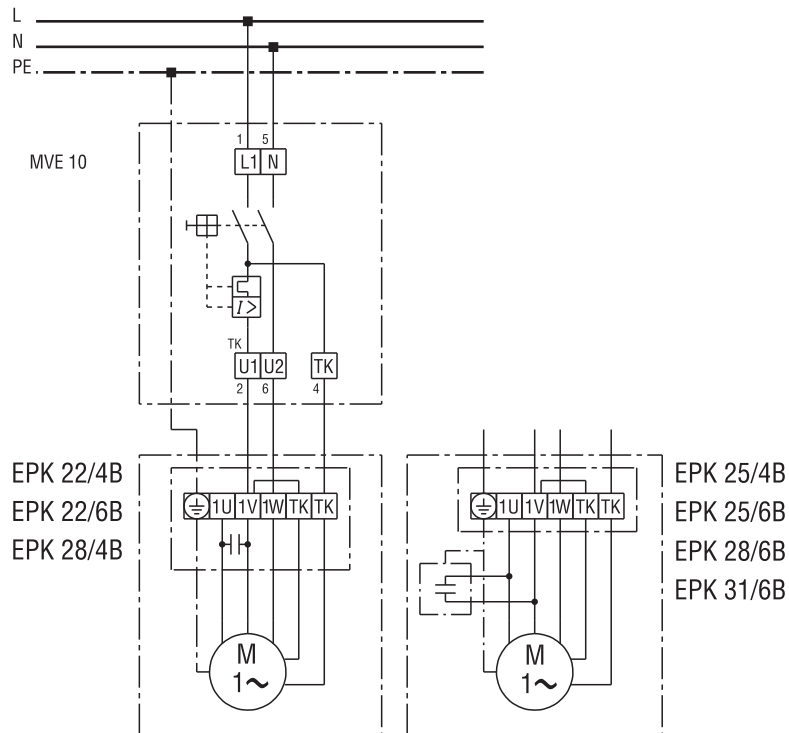 L
N
PE
1 5
MVE 10
L1 N
I>
TK
U1 U2 TK
2 6 4
EPK 22/4B
EPK 22/6B
EPK 28/4B
1U 1V 1W TK TK
M
1~
1U 1V 1W TK TK
M
1~
EPK 25/4B
EPK 25/6B
EPK 28/6B
EPK 31/6B